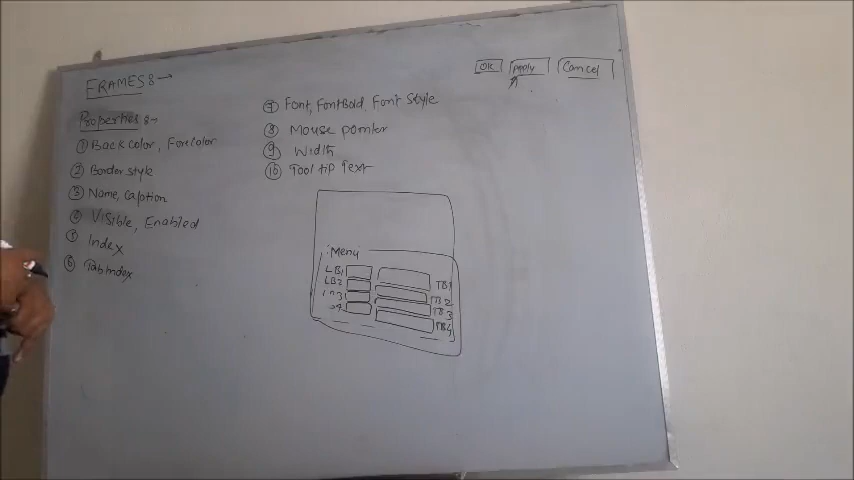 FRAMES:→
Properties:→
① Back color, Forecolor
② Border style
③ Name, Caption
④ Visible, Enabled
⑤ Index
⑥ Tab Index
⑦ Font, FontBold, Font Style
⑧ Mouse pointer
⑨ Width
⑩ Tool tip Text
OK Apply Cancel
Menu
LB1 TB1
LB2 TB2
TB3
TB4